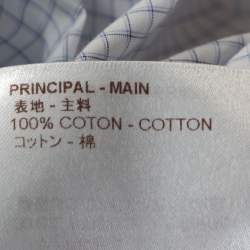 PRINCIPAL - MAIN
表地 - 主料
100% COTON - COTTON
コットン - 棉